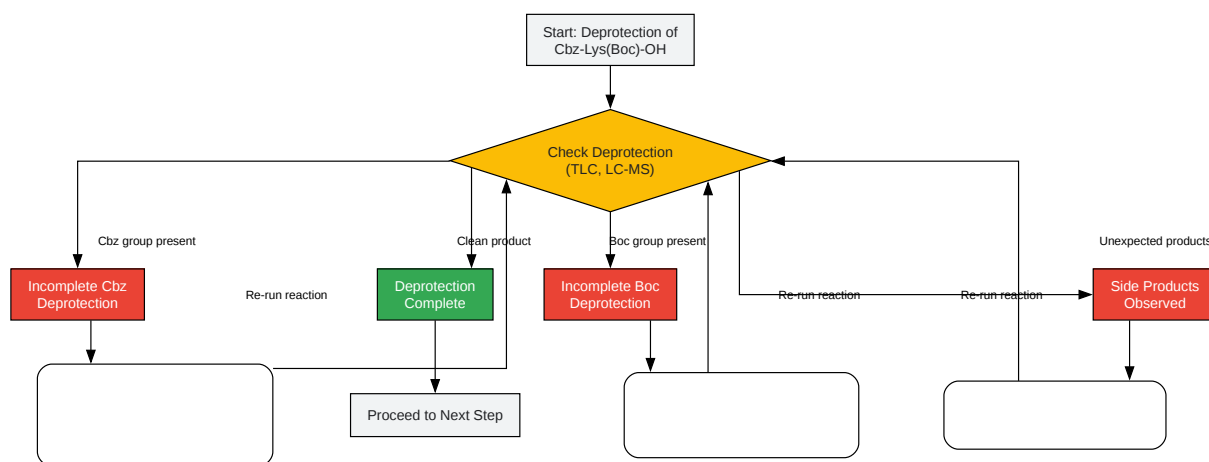 Start: Deprotection of
Cbz-Lys(Boc)-OH
Check Deprotection
(TLC, LC-MS)
Cbz group present
Clean product
Boc group present
Unexpected products
Incomplete Cbz
Deprotection
Re-run reaction
Deprotection
Complete
Incomplete Boc
Deprotection
Re-run reaction
Re-run reaction
Side Products
Observed
Proceed to Next Step